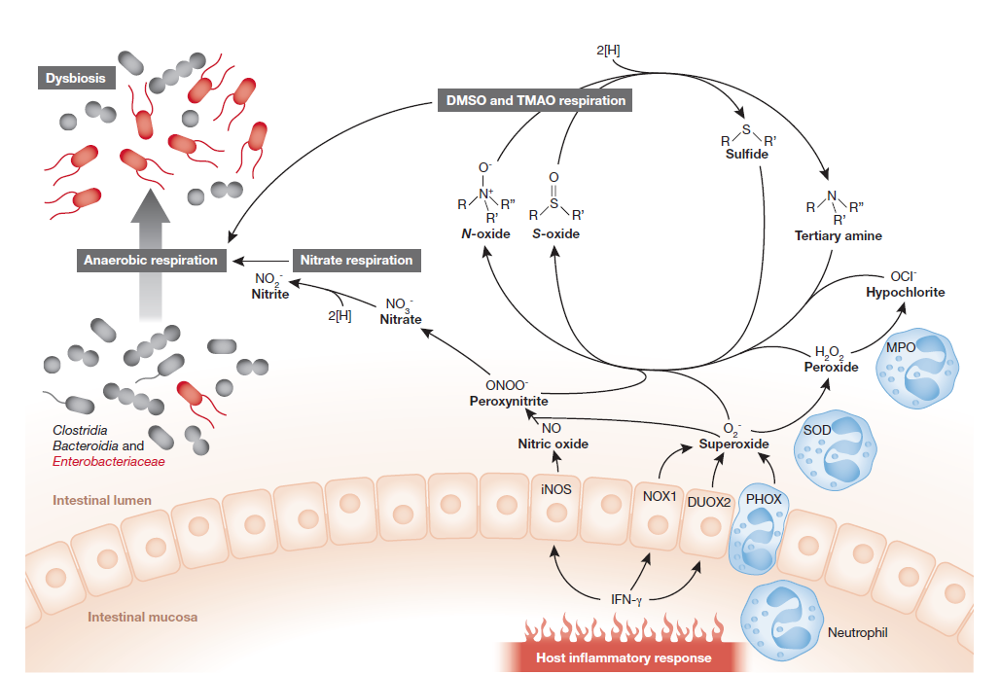 2[H]
Dysbiosis
DMSO and TMAO respiration
S
R R'
Sulfide
O-
N+
R R”
R'
N-oxide
O
S
R R'
S-oxide
N
R R”
R'
Tertiary amine
Anaerobic respiration
Nitrate respiration
NO2-
Nitrite
2[H]
NO3-
Nitrate
OCl-
Hypochlorite
MPO
H2O2
Peroxide
ONOO-
Peroxynitrite
NO
Nitric oxide
O2-
Superoxide
SOD
Clostridia
Bacteroidia and
Enterobacteriaceae
Intestinal lumen
iNOS
NOX1
DUOX2
PHOX
IFN-γ
Intestinal mucosa
Neutrophil
Host inflammatory response